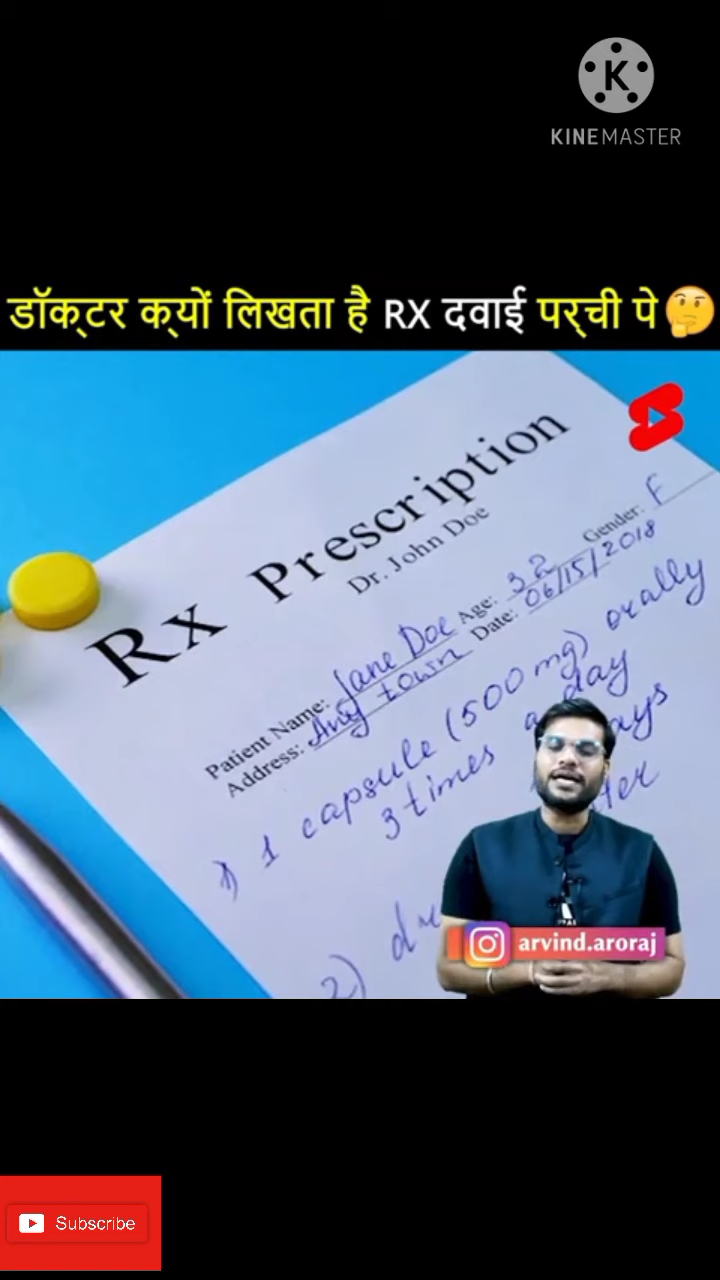 K
KINEMASTER
डॉक्टर क्यों लिखता है RX दवाई पर्ची पे🤔
Rx Prescription
Dr. John Doe
Patient Name: Jane Doe Age: 32 Gender: F
Address: Any town Date: 06/15/2018
1) 1 capsule (500 mg) orally
3 times a day
2)
arvind.aroraj
Subscribe